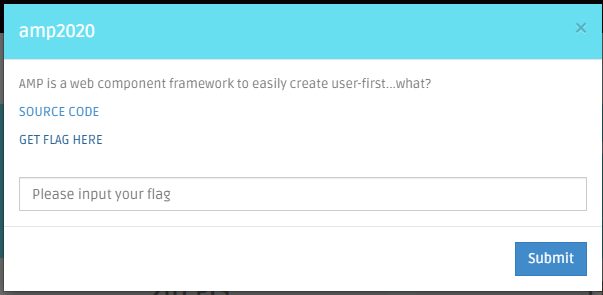 amp2020
×
AMP is a web component framework to easily create user-first...what?
SOURCE CODE
GET FLAG HERE
Please input your flag
Submit